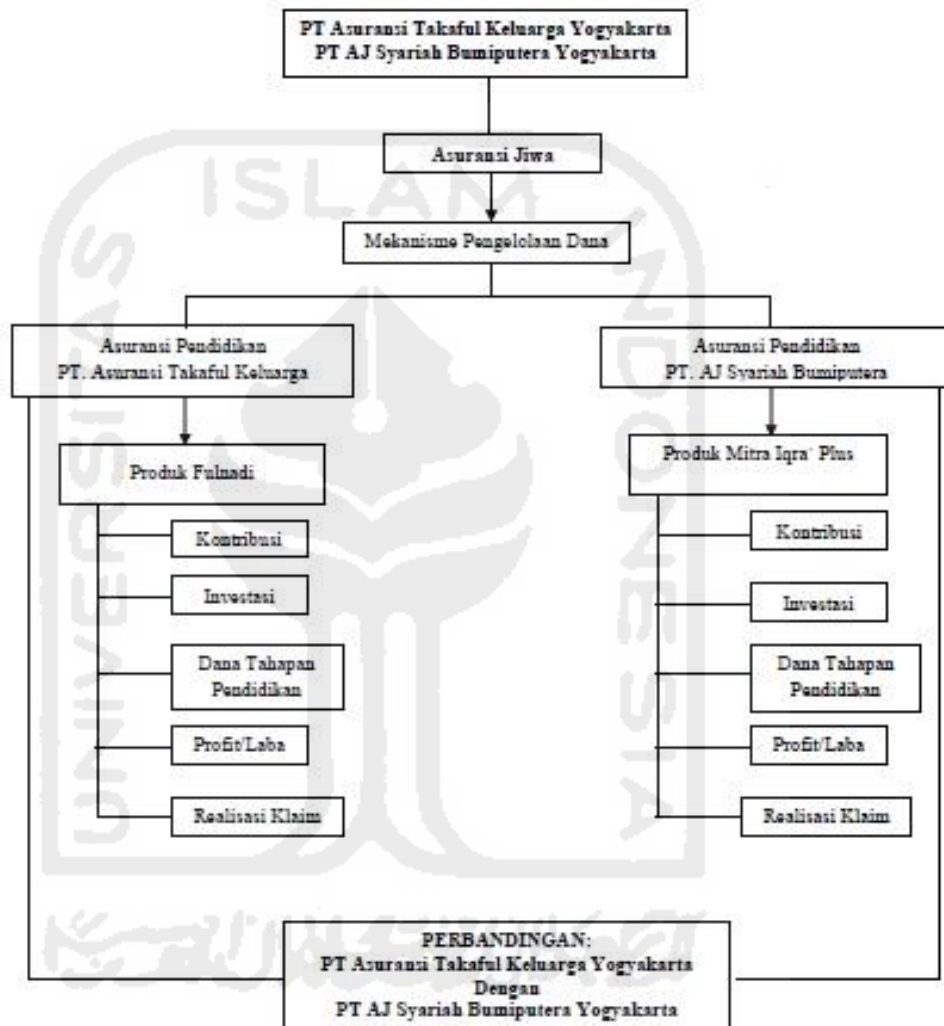 PT Asuransi Takaful Keluarga Yogyakarta
PT AJ Syariah Bumiputera Yogyakarta
Asuransi Jiwa
Mekanisme Pengelolaan Dana
Asuransi Pendidikan
PT. Asuransi Takaful Keluarga
Asuransi Pendidikan
PT. AJ Syariah Bumiputera
Produk Fulnadi
Kontribusi
Investasi
Dana Tahapan
Pendidikan
Profit/Laba
Realisasi Klaim
Produk Mitra Iqra' Plus
Kontribusi
Investasi
Dana Tahapan
Pendidikan
Profit/Laba
Realisasi Klaim
PERBANDINGAN:
PT Asuransi Takaful Keluarga Yogyakarta
Dengan
PT AJ Syariah Bumiputera Yogyakarta
UNIVERSITAS
ISLAM
INDONESIA